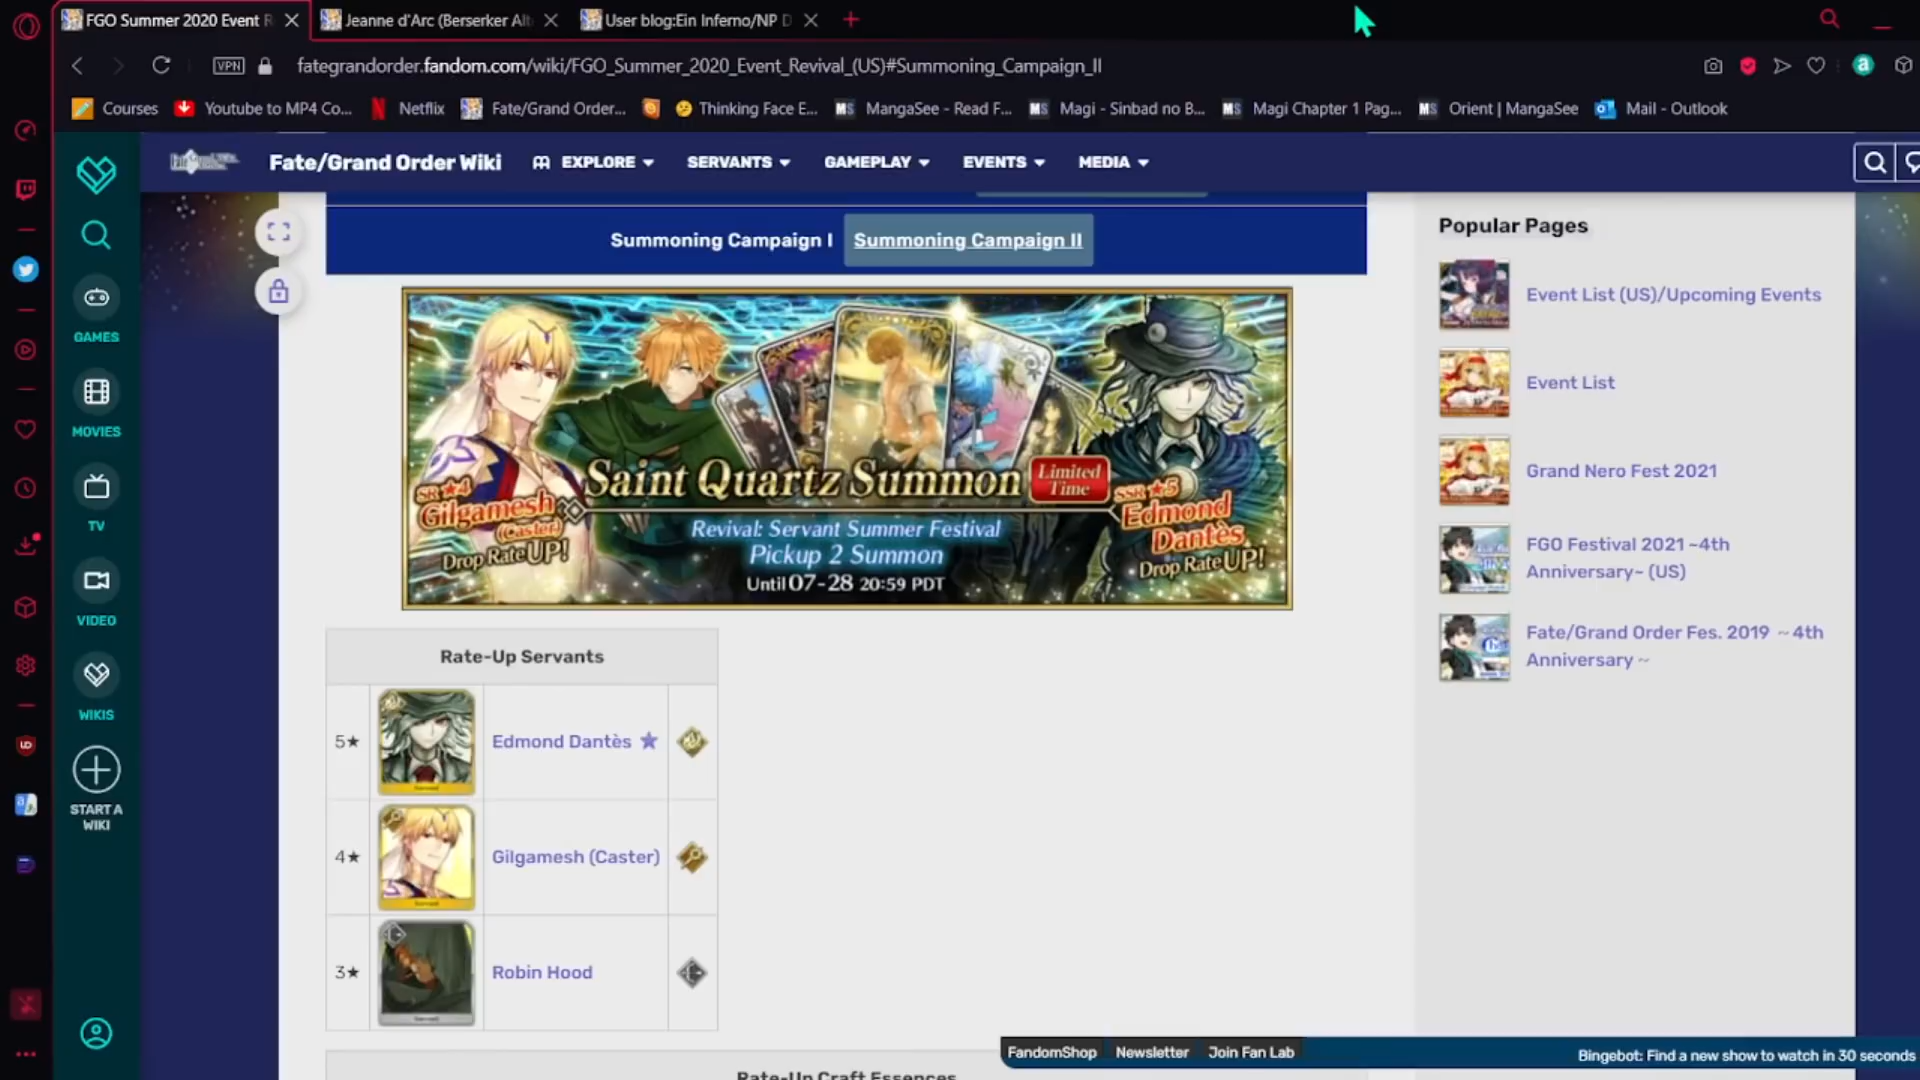 FGO Summer 2020 Event R
Jeanne d'Arc (Berserker Alt
User blog:Ein Inferno/NP D
VPN
fategrandorder.fandom.com/wiki/FGO_Summer_2020_Event_Revival_(US)#Summoning_Campaign_II
Courses
Youtube to MP4 Co...
Netflix
Fate/Grand Order...
Thinking Face E...
MangaSee - Read F...
Magi - Sinbad no B...
Magi Chapter 1 Pag...
Orient | MangaSee
Mail - Outlook
Fate/Grand Order Wiki
EXPLORE
SERVANTS
GAMEPLAY
EVENTS
MEDIA
GAMES
MOVIES
TV
VIDEO
WIKIS
START A
WIKI
Summoning Campaign I
Summoning Campaign II
Saint Quartz Summon
Limited
Time
SR ★4
Gilgamesh
(Caster)
Drop Rate UP!
Revival: Servant Summer Festival
Pickup 2 Summon
Until 07-28 20:59 PDT
SSR ★5
Edmond
Dantès
Drop Rate UP!
Rate-Up Servants
5★
Edmond Dantès ★
4★
Gilgamesh (Caster)
3★
Robin Hood
Rate-Up Craft Essences
Popular Pages
Event List (US)/Upcoming Events
Event List
Grand Nero Fest 2021
FGO Festival 2021 ~4th
Anniversary~ (US)
Fate/Grand Order Fes. 2019 ～4th
Anniversary ～
FandomShop
Newsletter
Join Fan Lab
Bingebot: Find a new show to watch in 30 seconds